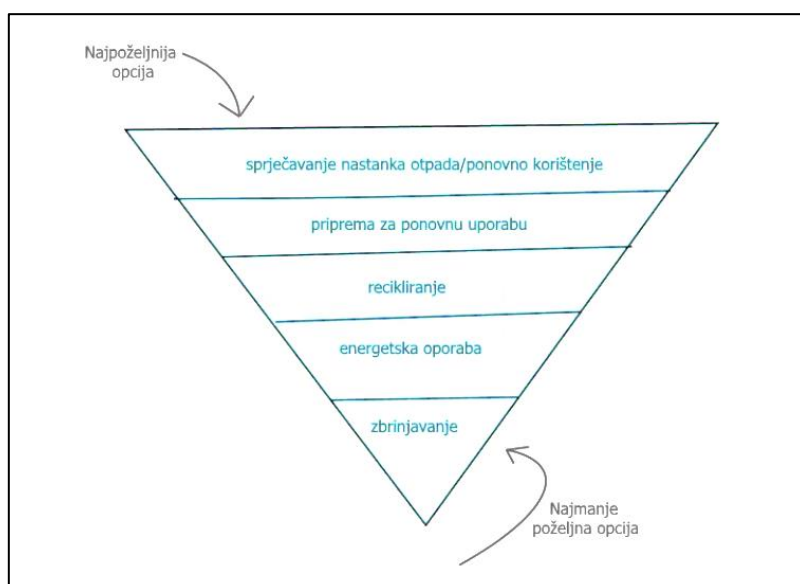 Najpoželjnija
opcija
sprječavanje nastanka otpada/ponovno korištenje
priprema za ponovnu uporabu
recikliranje
energetska oporaba
zbrinjavanje
Najmanje
poželjna opcija